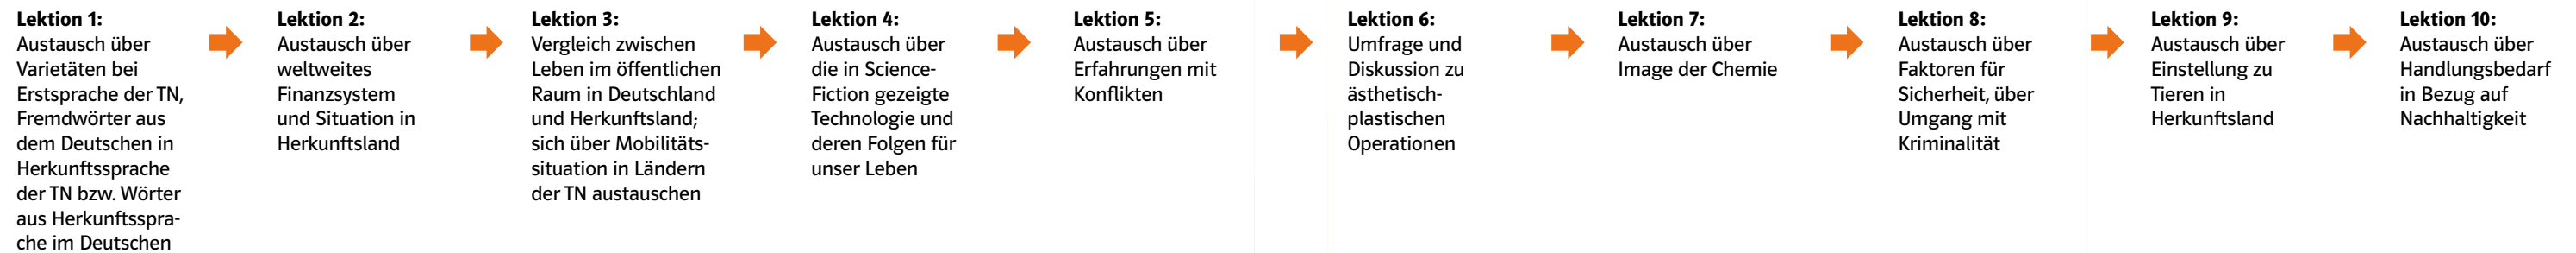 Lektion 1:
Austausch über
Varietäten bei
Erstsprache der TN,
Fremdwörter aus
dem Deutschen in
Herkunftssprache
der TN bzw. Wörter
aus Herkunftsspra-
che im Deutschen
Lektion 2:
Austausch über
weltweites
Finanzsystem
und Situation in
Herkunftsland
Lektion 3:
Vergleich zwischen
Leben im öffentlichen
Raum in Deutschland
und Herkunftsland;
sich über Mobilitäts-
situation in Ländern
der TN austauschen
Lektion 4:
Austausch über
die in Science-
Fiction gezeigte
Technologie und
deren Folgen für
unser Leben
Lektion 5:
Austausch über
Erfahrungen mit
Konflikten
Lektion 6:
Umfrage und
Diskussion zu
ästhetisch-
plastischen
Operationen
Lektion 7:
Austausch über
Image der Chemie
Lektion 8:
Austausch über
Faktoren für
Sicherheit, über
Umgang mit
Kriminalität
Lektion 9:
Austausch über
Einstellung zu
Tieren in
Herkunftsland
Lektion 10:
Austausch über
Handlungsbedarf
in Bezug auf
Nachhaltigkeit